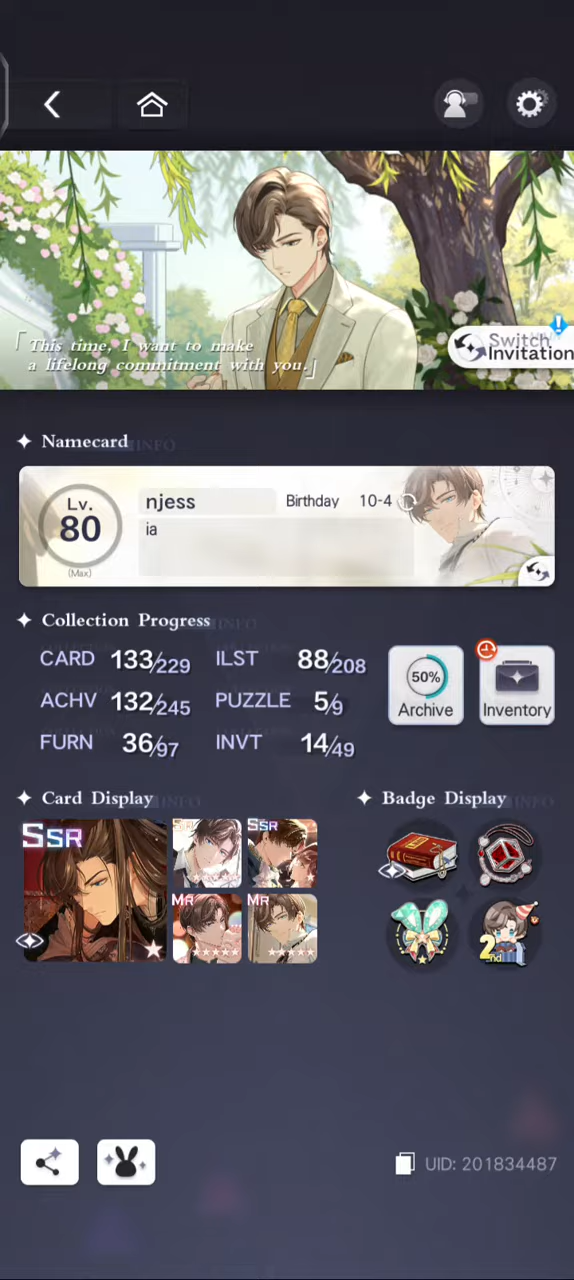 「This time, I want to make
a lifelong commitment with you.」
Switch
Invitation
Namecard
Lv.
80
(Max)
njess
Birthday 10-4
ia
Collection Progress
CARD 133/229 ILST 88/208
ACHV 132/245 PUZZLE 5/9
FURN 36/97 INVT 14/49
50%
Archive
Inventory
Card Display
Badge Display
SSR
SSR
MR
MR
2nd
UID: 201834487